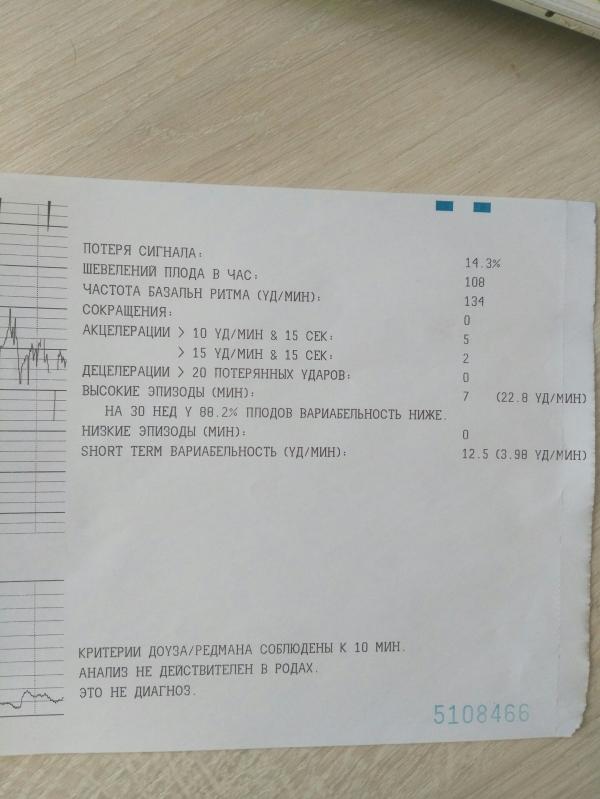 ПОТЕРЯ СИГНАЛА: 14.3%
ШЕВЕЛЕНИЙ ПЛОДА В ЧАС: 108
ЧАСТОТА БАЗАЛЬН РИТМА (УД/МИН): 134
СОКРАЩЕНИЯ: 0
АКЦЕЛЕРАЦИИ > 10 УД/МИН & 15 СЕК: 5
> 15 УД/МИН & 15 СЕК: 2
ДЕЦЕЛЕРАЦИИ > 20 ПОТЕРЯННЫХ УДАРОВ: 0
ВЫСОКИЕ ЭПИЗОДЫ (МИН): 7 (22.8 УД/МИН)
НА 30 НЕД У 88.2% ПЛОДОВ ВАРИАБЕЛЬНОСТЬ НИЖЕ.
НИЗКИЕ ЭПИЗОДЫ (МИН): 0
SHORT TERM ВАРИАБЕЛЬНОСТЬ (УД/МИН): 12.5 (3.98 УД/МИН)
КРИТЕРИИ ДОУЗА/РЕДМАНА СОБЛЮДЕНЫ К 10 МИН.
АНАЛИЗ НЕ ДЕЙСТВИТЕЛЕН В РОДАХ.
ЭТО НЕ ДИАГНОЗ.
5108466